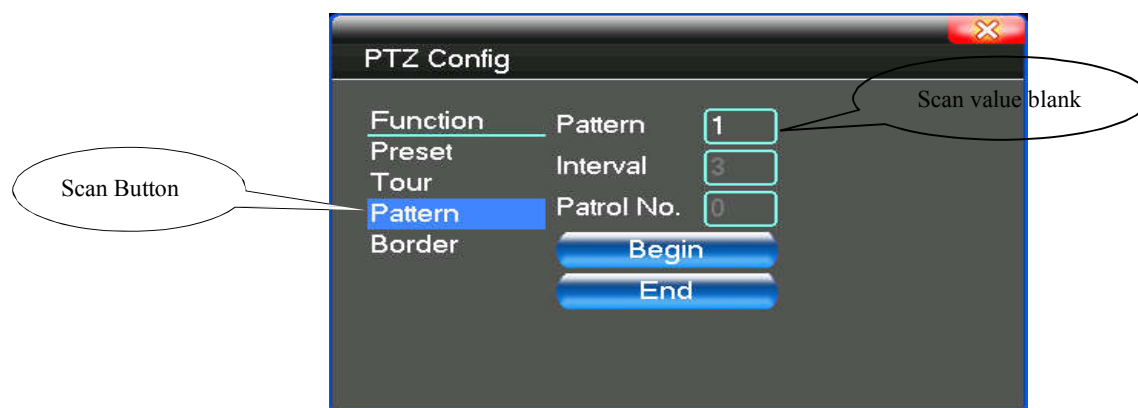 PTZ Config
Scan value blank
Function
Pattern 1
Preset
Interval 3
Tour
Scan Button
Pattern
Patrol No. 0
Border
Begin
End